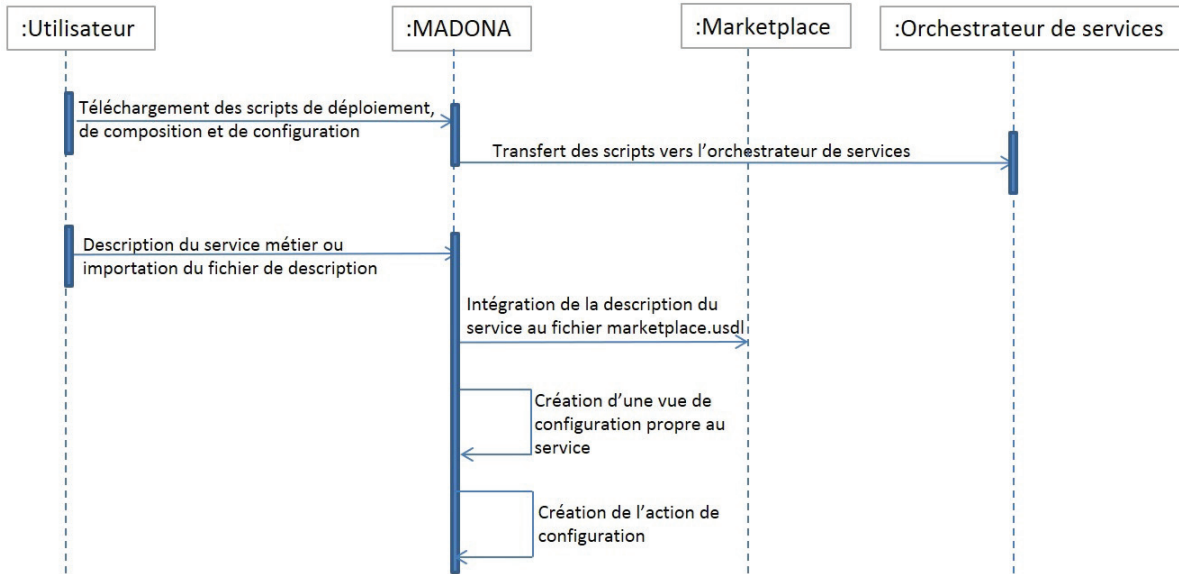 :Utilisateur
:MADONA
:Marketplace
:Orchestrateur de services
Téléchargement des scripts de déploiement,
de composition et de configuration
Transfert des scripts vers l’orchestrateur de services
Description du service métier ou
importation du fichier de description
Intégration de la description du
service au fichier marketplace.usdl
Création d’une vue de
configuration propre au
service
Création de l’action de
configuration